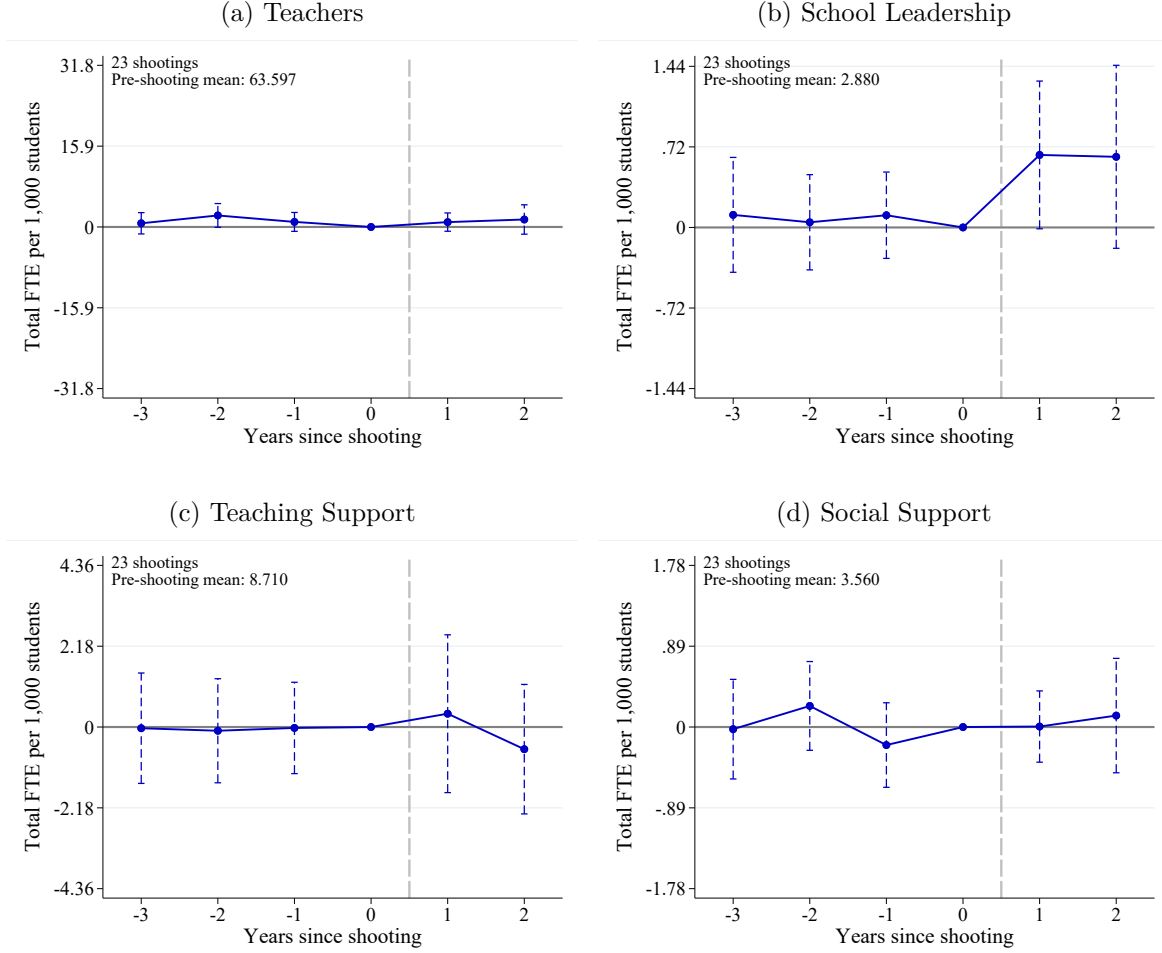 (a) Teachers
23 shootings
Pre-shooting mean: 63.597
Total FTE per 1,000 students
31.8
15.9
0
-15.9
-31.8
-3 -2 -1 0 1 2
Years since shooting
(b) School Leadership
23 shootings
Pre-shooting mean: 2.880
Total FTE per 1,000 students
1.44
.72
0
-.72
-1.44
-3 -2 -1 0 1 2
Years since shooting
(c) Teaching Support
23 shootings
Pre-shooting mean: 8.710
Total FTE per 1,000 students
4.36
2.18
0
-2.18
-4.36
-3 -2 -1 0 1 2
Years since shooting
(d) Social Support
23 shootings
Pre-shooting mean: 3.560
Total FTE per 1,000 students
1.78
.89
0
-.89
-1.78
-3 -2 -1 0 1 2
Years since shooting